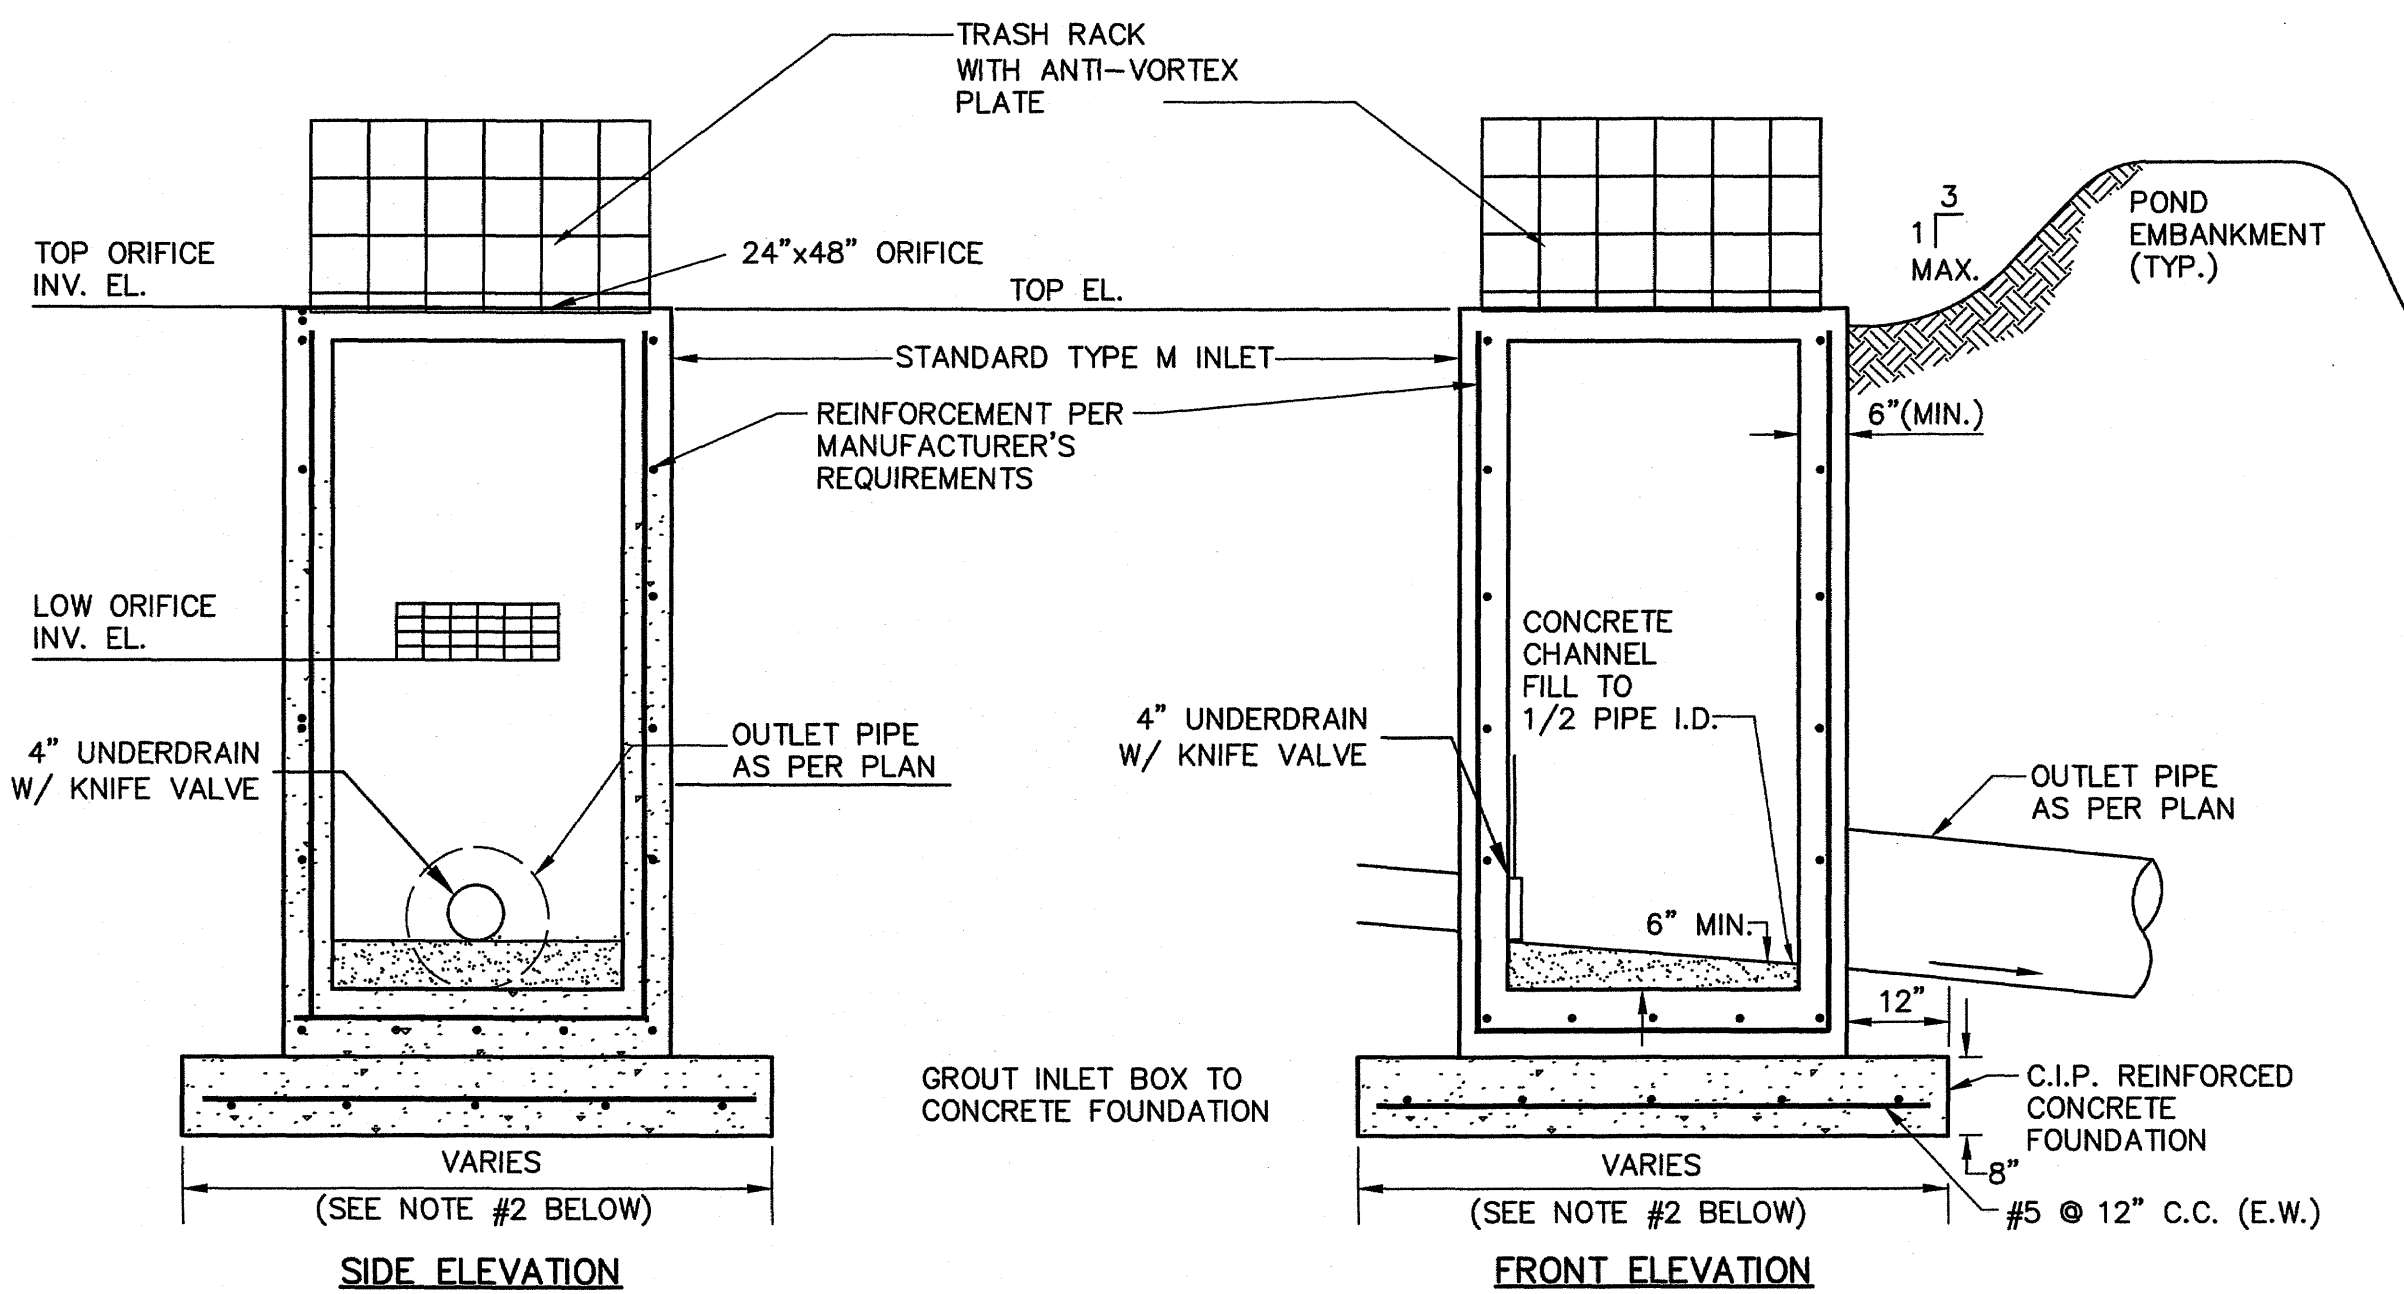 TRASH RACK
WITH ANTI-VORTEX
PLATE
TOP ORIFICE
INV. EL.
24"x48" ORIFICE
TOP EL.
3
1
MAX.
POND
EMBANKMENT
(TYP.)
STANDARD TYPE M INLET
REINFORCEMENT PER
MANUFACTURER'S
REQUIREMENTS
6"(MIN.)
LOW ORIFICE
INV. EL.
CONCRETE
CHANNEL
FILL TO
1/2 PIPE I.D.
4" UNDERDRAIN
W/ KNIFE VALVE
OUTLET PIPE
AS PER PLAN
4" UNDERDRAIN
W/ KNIFE VALVE
OUTLET PIPE
AS PER PLAN
6" MIN.
12"
GROUT INLET BOX TO
CONCRETE FOUNDATION
C.I.P. REINFORCED
CONCRETE
FOUNDATION
8"
#5 @ 12" C.C. (E.W.)
VARIES
(SEE NOTE #2 BELOW)
SIDE ELEVATION
VARIES
(SEE NOTE #2 BELOW)
FRONT ELEVATION